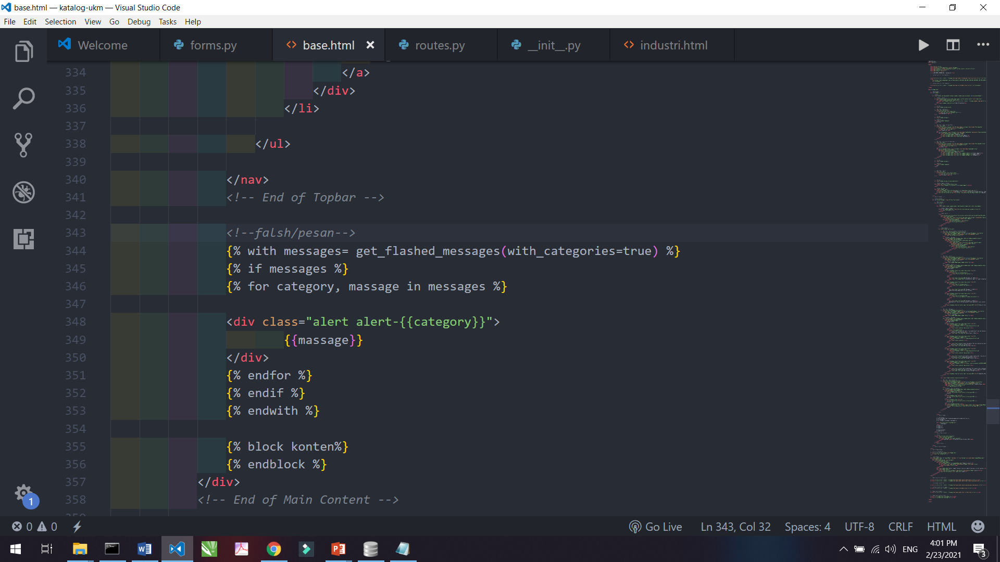 base.html — katalog-ukm — Visual Studio Code
File Edit Selection View Go Debug Tasks Help
Welcome forms.py base.html routes.py __init__.py industri.html
334 </a>
335 </div>
336 </li>
337
338 </ul>
339
340 </nav>
341 <!-- End of Topbar -->
342
343 <!--falsh/pesan-->
344 {% with messages= get_flashed_messages(with_categories=true) %}
345 {% if messages %}
346 {% for category, massage in messages %}
347
348 <div class="alert alert-{{category}}">
349 {{massage}}
350 </div>
351 {% endfor %}
352 {% endif %}
353 {% endwith %}
354
355 {% block konten%}
356 {% endblock %}
357 </div>
358 <!-- End of Main Content -->
1
0 0 Go Live Ln 343, Col 32 Spaces: 4 UTF-8 CRLF HTML
ENG
4:01 PM
2/23/2021
3